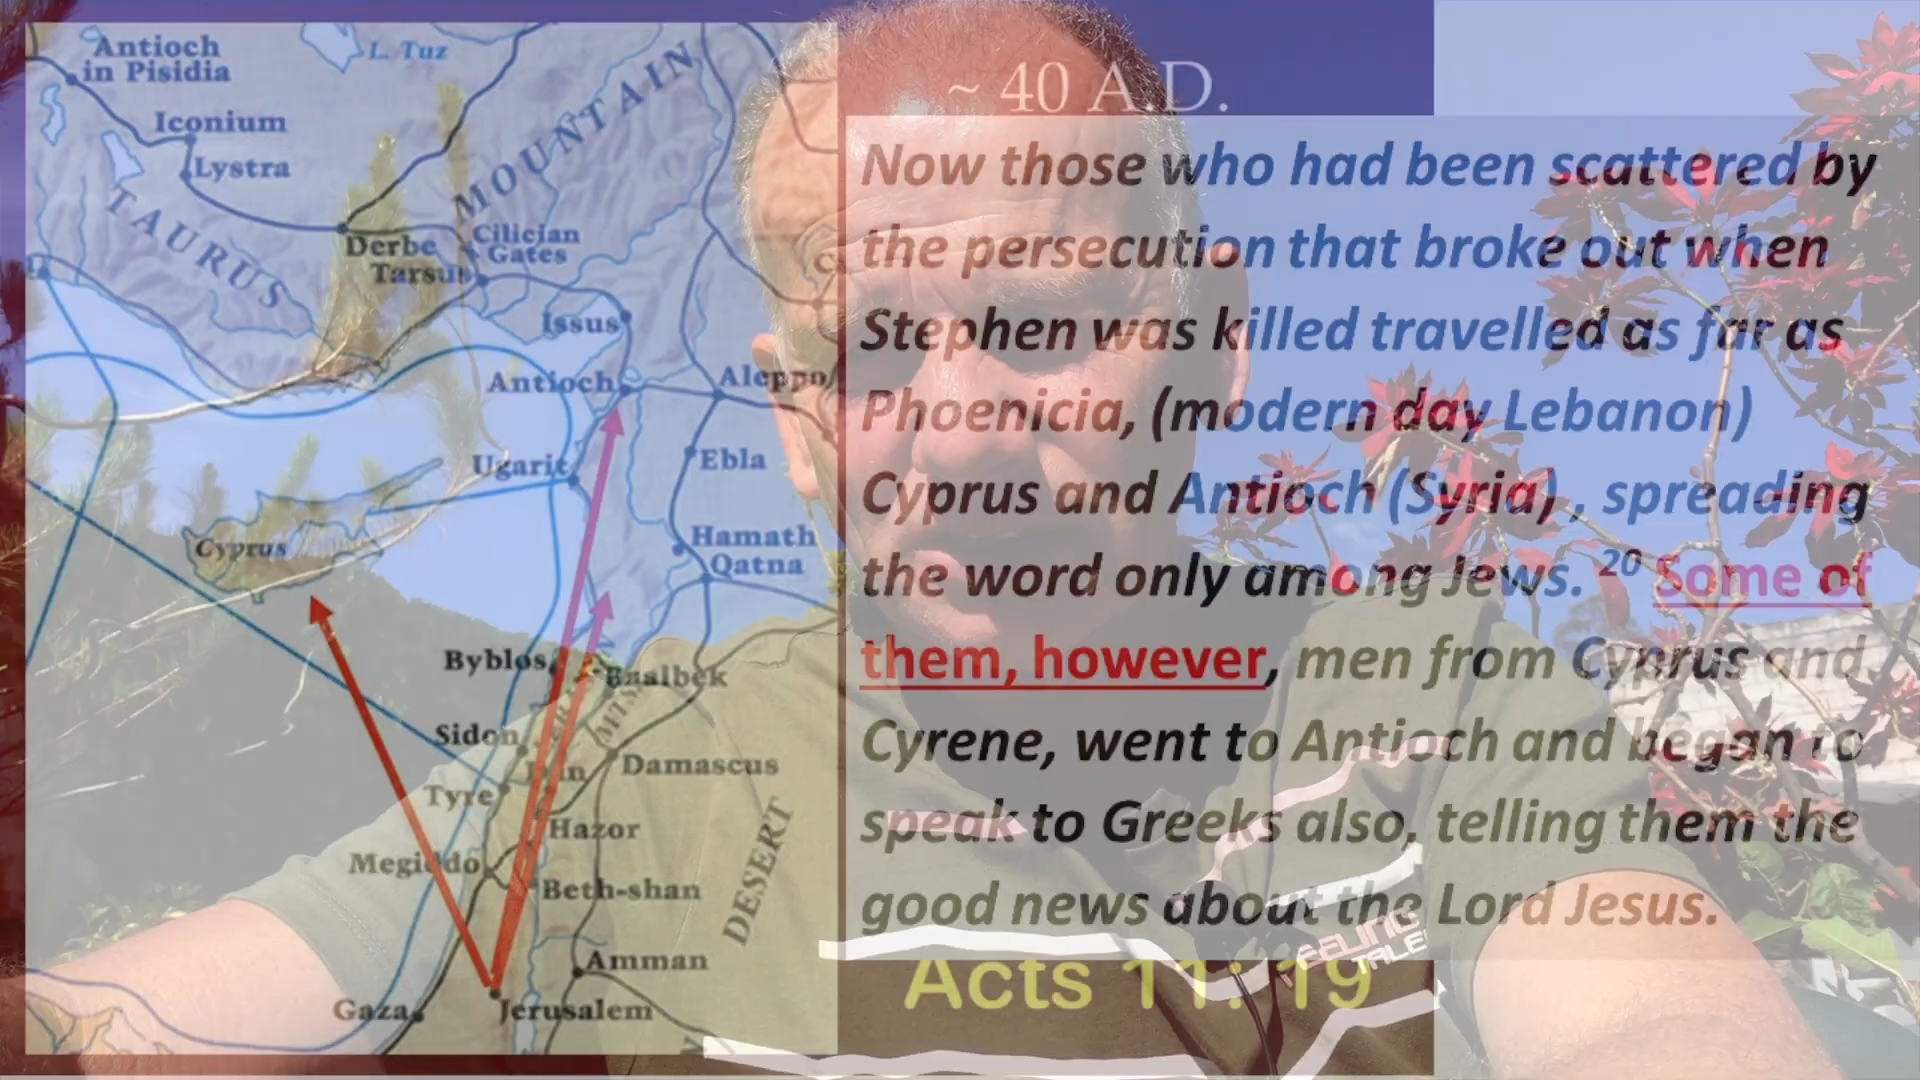 Antioch
in Pisidia
L. Tuz
Iconium
Lystra
TAURUS
MOUNTAIN
Derbe
Cilician
Gates
Tarsus
Issus
Antioch
Aleppo
Ugarit
Ebla
Cyprus
Hamath
Qatna
Byblos
Baalbek
Sidon
Dan
Damascus
Tyre
Hazor
Megiddo
Beth-shan
DESERT
Amman
Gaza
Jerusalem
~ 40 A.D.
Now those who had been scattered by
the persecution that broke out when
Stephen was killed travelled as far as
Phoenicia, (modern day Lebanon)
Cyprus and Antioch (Syria) , spreading
the word only among Jews. 20 Some of
them, however, men from Cyprus and
Cyrene, went to Antioch and began to
speak to Greeks also, telling them the
good news about the Lord Jesus.
Acts 11: 19